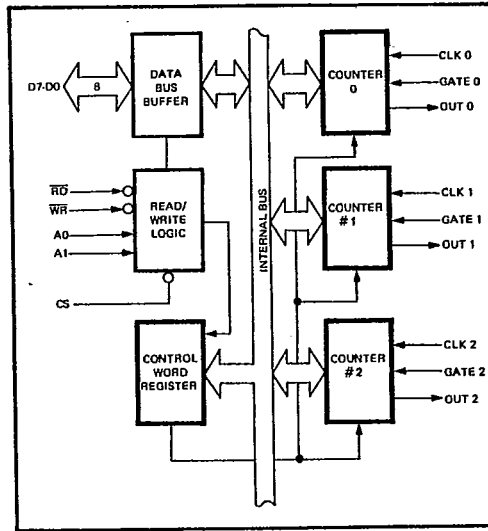 D7-D0
8
DATA
BUS
BUFFER
RD
WR
A0
A1
READ/
WRITE
LOGIC
CS
CONTROL
WORD
REGISTER
INTERNAL BUS
COUNTER
0
CLK 0
GATE 0
OUT 0
COUNTER
#1
CLK 1
GATE 1
OUT 1
COUNTER
#2
CLK 2
GATE 2
OUT 2